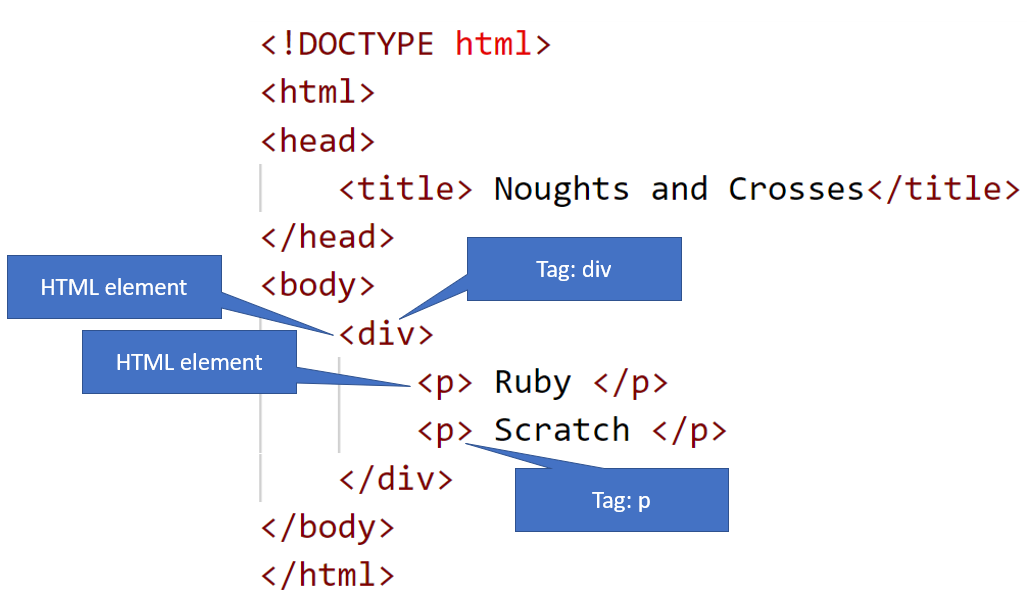 <!DOCTYPE html>
<html>
<head>
<title> Noughts and Crosses</title>
</head>
Tag: div
HTML element
<body>
<div>
HTML element
<p> Ruby </p>
<p> Scratch </p>
</div>
Tag: p
</body>
</html>